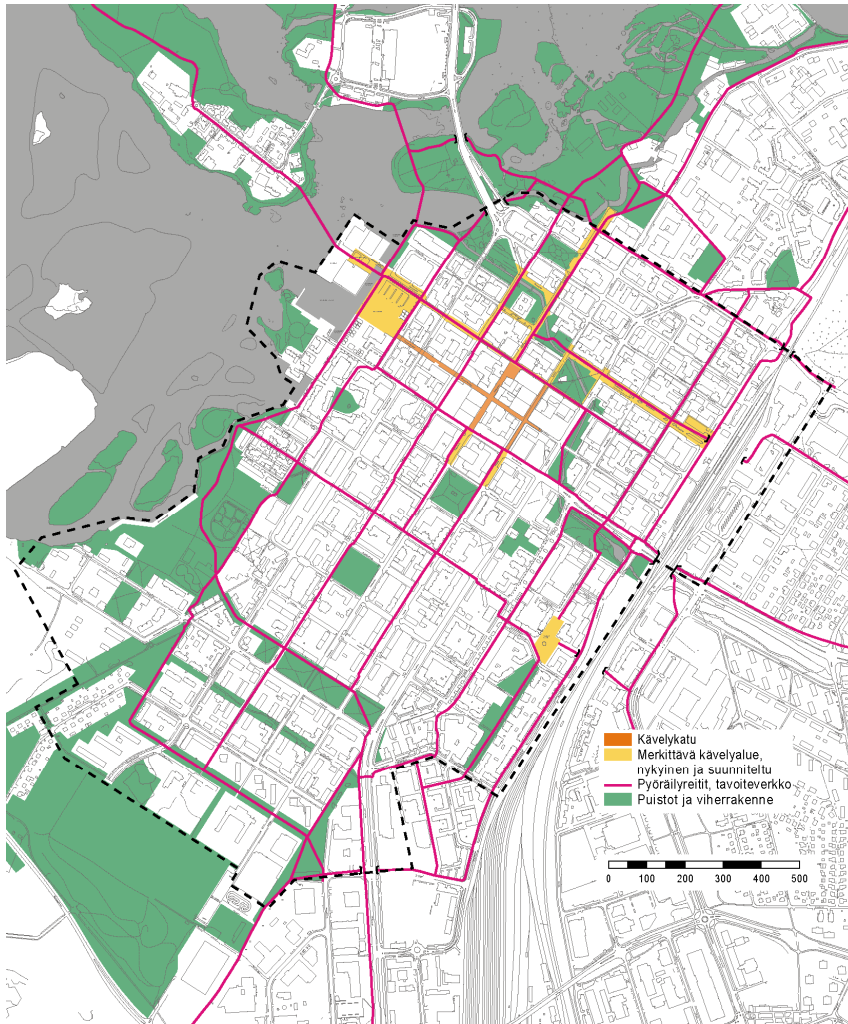 Kävelykatu
Merkittävä kävelyalue,
nykyinen ja suunniteltu
Pyöräilyreitit, tavoiteverkko
Puistot ja viherrakenne
0 100 200 300 400 500